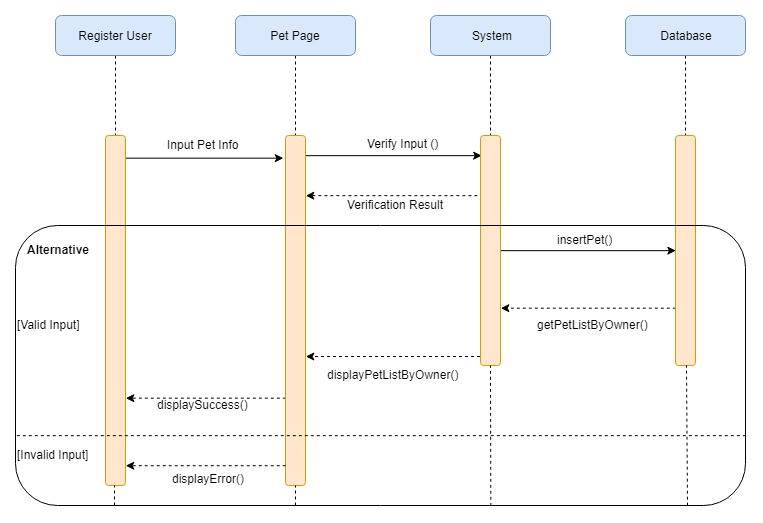 Register User
Pet Page
System
Database
Input Pet Info
Verify Input ()
Verification Result
Alternative
insertPet()
[Valid Input]
getPetListByOwner()
displayPetListByOwner()
displaySuccess()
[Invalid Input]
displayError()